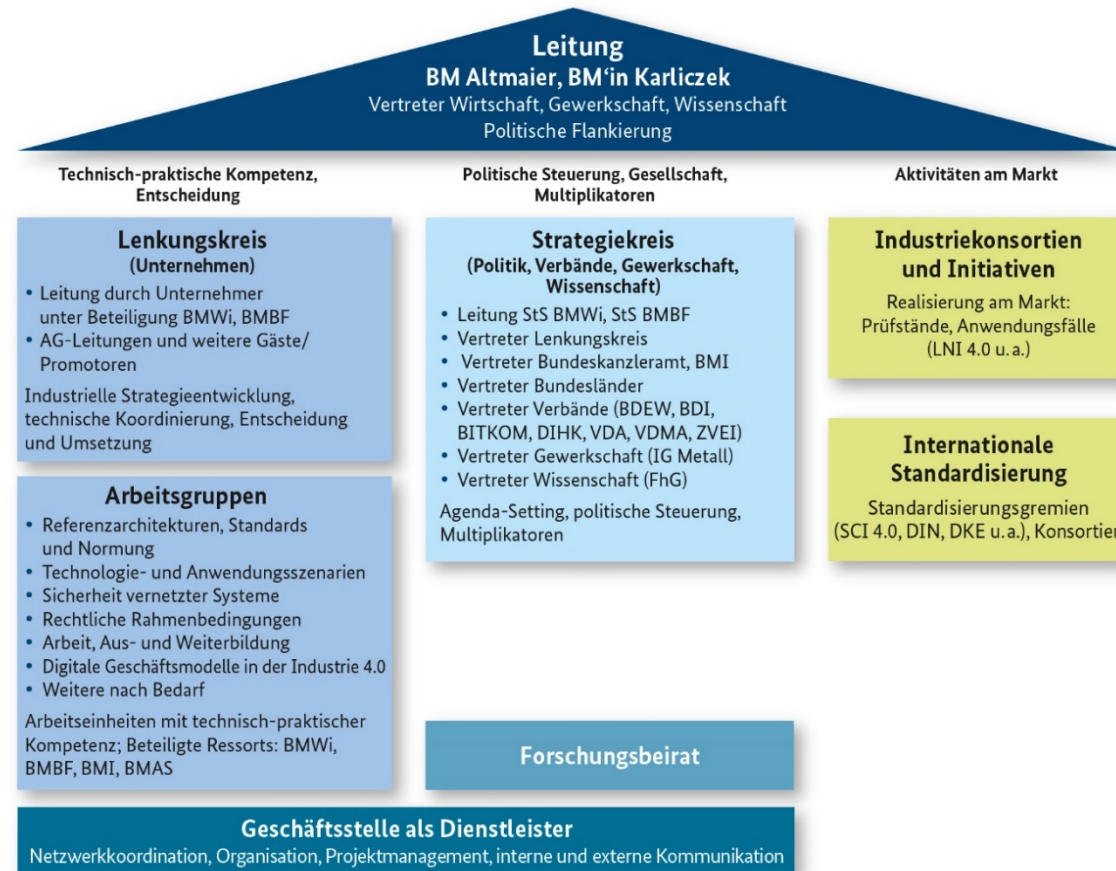 Leitung
BM Altmaier, BM‘in Karliczek
Vertreter Wirtschaft, Gewerkschaft, Wissenschaft
Politische Flankierung
Technisch-praktische Kompetenz,
Entscheidung
Lenkungskreis
(Unternehmen)
• Leitung durch Unternehmer
unter Beteiligung BMWi, BMBF
• AG-Leitungen und weitere Gäste/
Promotoren
Industrielle Strategieentwicklung,
technische Koordinierung, Entscheidung
und Umsetzung
Arbeitsgruppen
• Referenzarchitekturen, Standards
und Normung
• Technologie- und Anwendungsszenarien
• Sicherheit vernetzter Systeme
• Rechtliche Rahmenbedingungen
• Arbeit, Aus- und Weiterbildung
• Digitale Geschäftsmodelle in der Industrie 4.0
• Weitere nach Bedarf
Arbeitseinheiten mit technisch-praktischer
Kompetenz; Beteiligte Ressorts: BMWi,
BMBF, BMI, BMAS
Politische Steuerung, Gesellschaft,
Multiplikatoren
Strategiekreis
(Politik, Verbände, Gewerkschaft,
Wissenschaft)
• Leitung StS BMWi, StS BMBF
• Vertreter Lenkungskreis
• Vertreter Bundeskanzleramt, BMI
• Vertreter Bundesländer
• Vertreter Verbände (BDEW, BDI,
BITKOM, DIHK, VDA, VDMA, ZVEI)
• Vertreter Gewerkschaft (IG Metall)
• Vertreter Wissenschaft (FhG)
Agenda-Setting, politische Steuerung,
Multiplikatoren
Forschungsbeirat
Aktivitäten am Markt
Industriekonsortien
und Initiativen
Realisierung am Markt:
Prüfstände, Anwendungsfälle
(LNI 4.0 u. a.)
Internationale
Standardisierung
Standardisierungsgremien
(SCI 4.0, DIN, DKE u. a.), Konsortien
Geschäftsstelle als Dienstleister
Netzwerkkoordination, Organisation, Projektmanagement, interne und externe Kommunikation